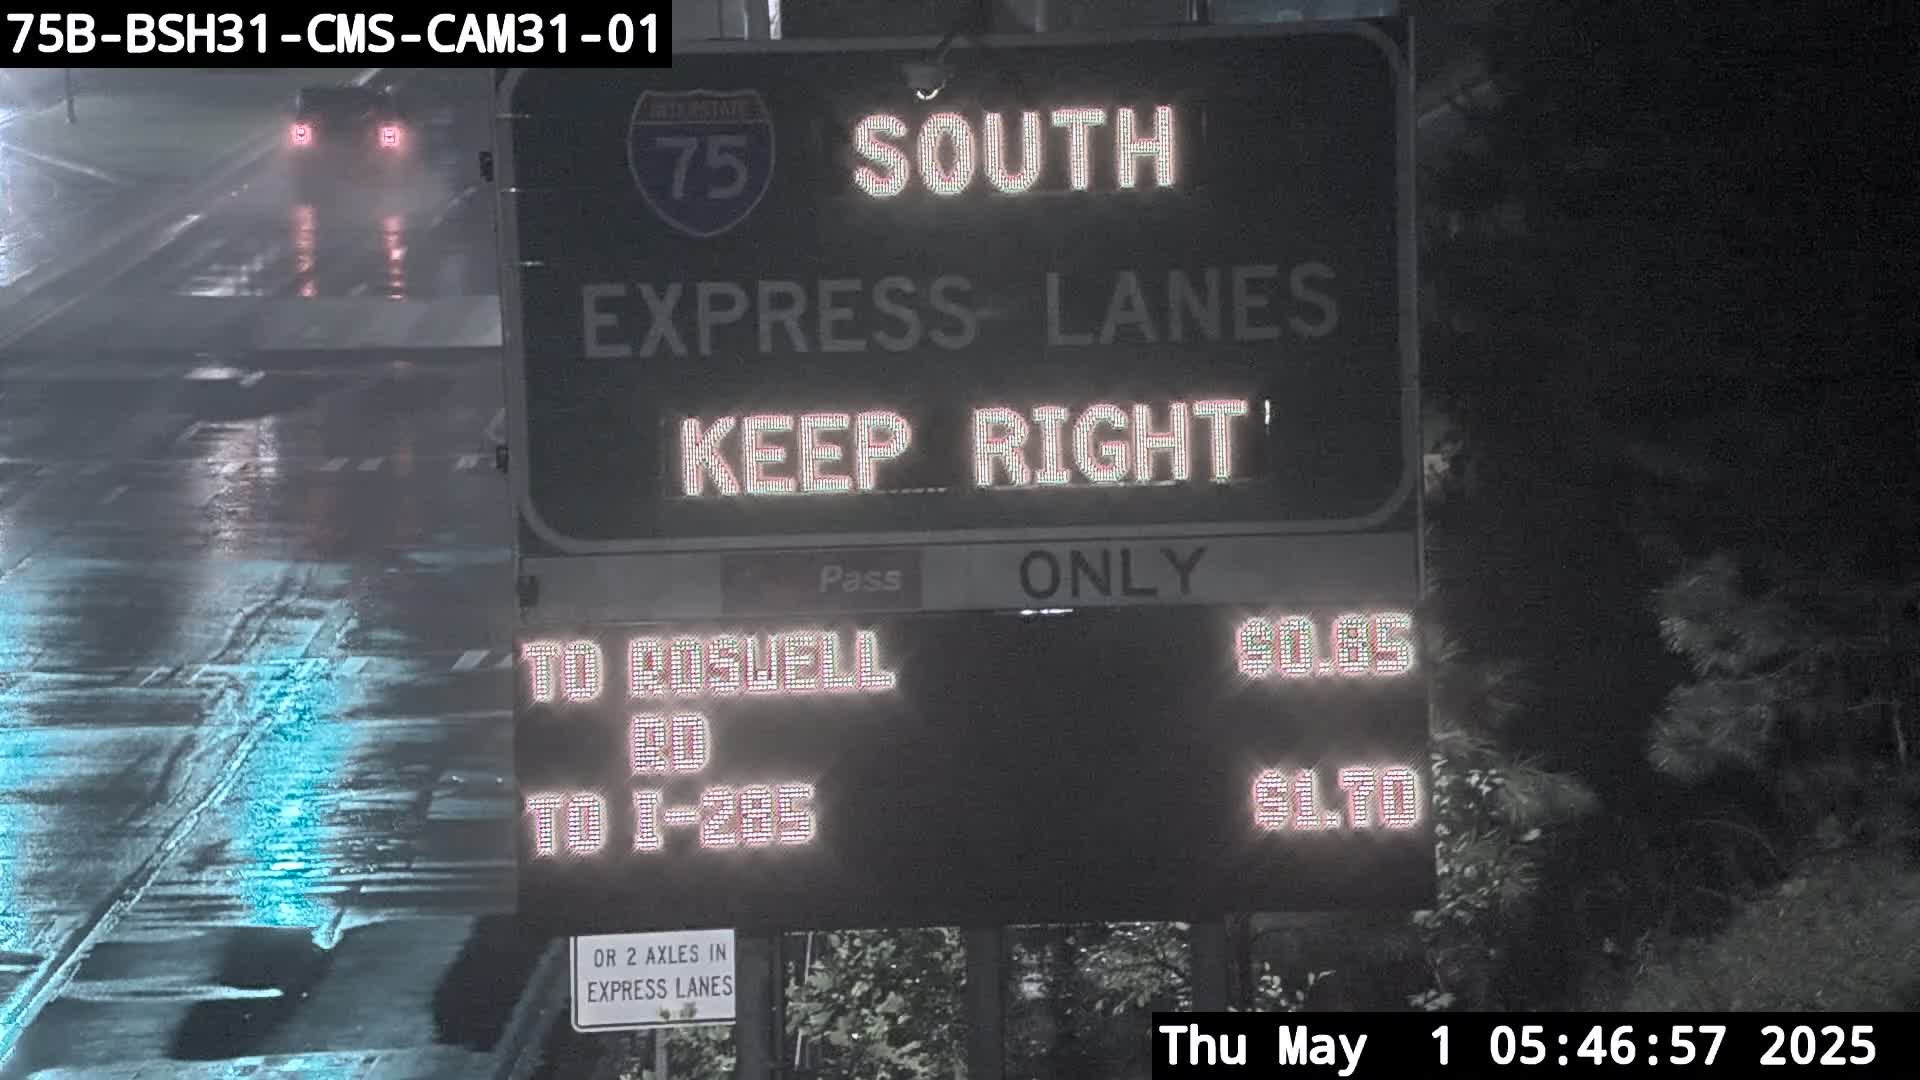 75B-BSH31-CMS-CAM31-01
INTERSTATE
75
SOUTH
EXPRESS LANES
KEEP RIGHT
Pass ONLY
TO ROSWELL $0.85
RD
TO I-285 $1.70
OR 2 AXLES IN
EXPRESS LANES
Thu May 1 05:46:57 2025